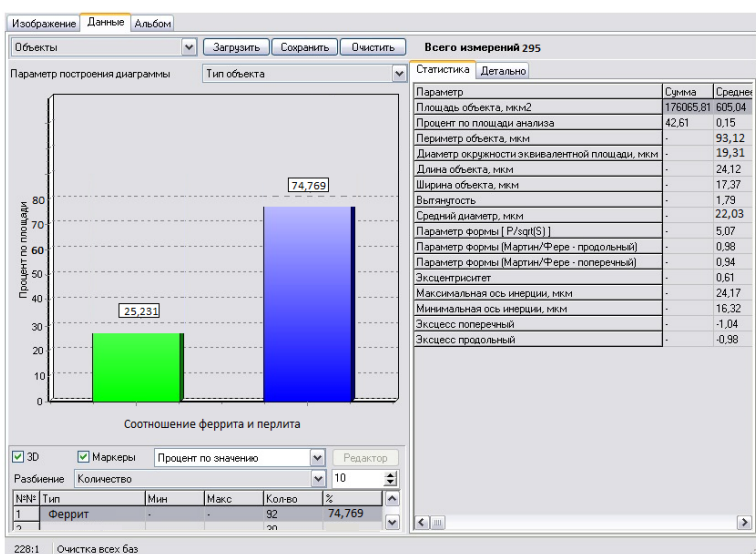 Изображение Данные Альбом
Объекты Загрузить Сохранить Очистить Всего измерений 295
Параметр построения диаграммы Тип объекта
Процент по площади
80
70
60
50
40
30
20
10
0
74,769
25,231
Соотношение феррита и перлита
3D Маркеры Процент по значению Редактор
Разбиение Количество 10
№№ Тип Мин Макс Кол-во %
1 Феррит - - 92 74,769
Статистика Детально
Параметр Сумма Среднее
Площадь объекта, мкм2 176065,81 605,04
Процент по площади анализа 42,61 0,15
Периметр объекта, мкм - 93,12
Диаметр окружности эквивалентной площади, мкм - 19,31
Длина объекта, мкм - 24,12
Ширина объекта, мкм - 17,37
Вытянутость - 1,79
Средний диаметр, мкм - 22,03
Параметр формы [ P/sqrt(S) ] - 5,07
Параметр формы (Мартин/Фере - продольный) - 0,98
Параметр формы (Мартин/Фере - поперечный) - 0,94
Эксцентриситет - 0,61
Максимальная ось инерции, мкм - 24,17
Минимальная ось инерции, мкм - 16,32
Эксцесс поперечный - -1,04
Эксцесс продольный - -0,98
228:1 Очистка всех баз